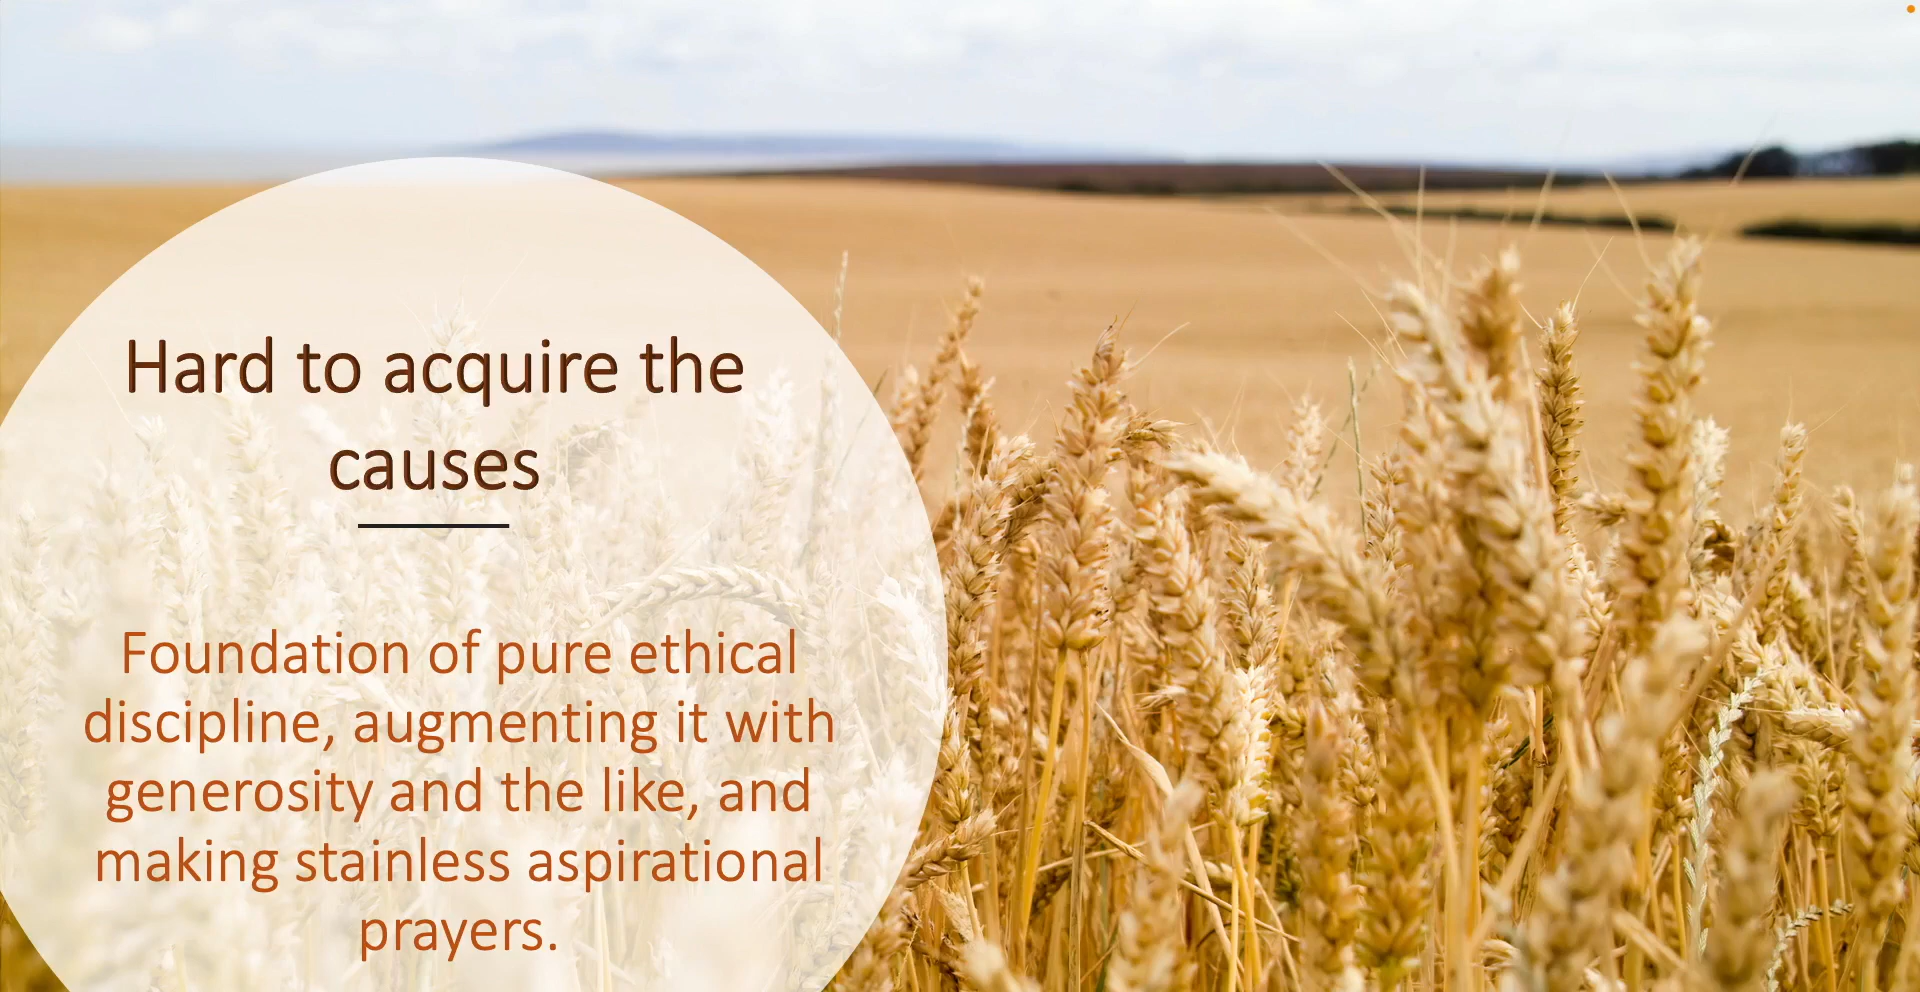 Hard to acquire the
causes
Foundation of pure ethical
discipline, augmenting it with
generosity and the like, and
making stainless aspirational
prayers.